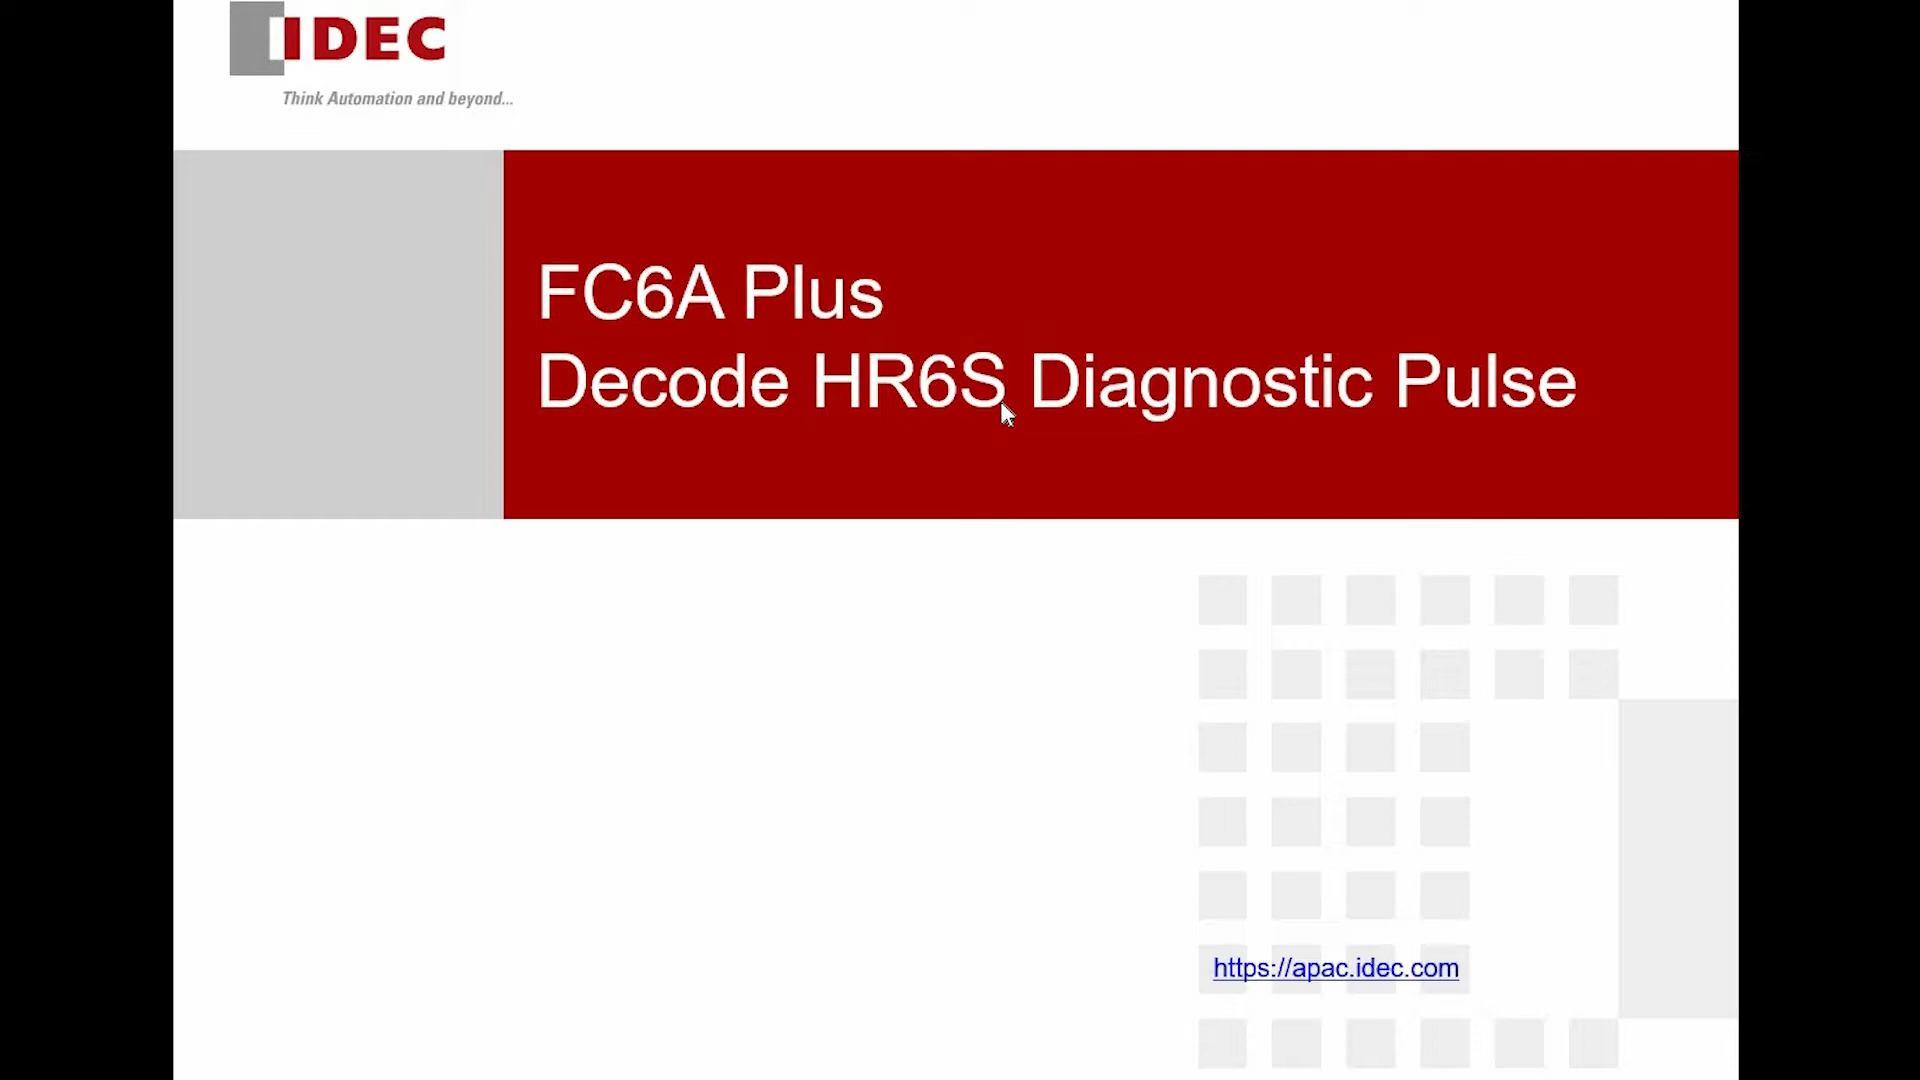 IDEC
Think Automation and beyond...
FC6A Plus
Decode HR6S Diagnostic Pulse
https://apac.idec.com